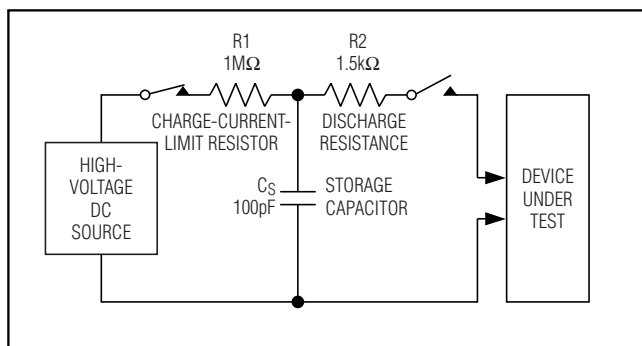 R1
1MΩ
R2
1.5kΩ
CHARGE-CURRENT-
LIMIT RESISTOR
DISCHARGE
RESISTANCE
HIGH-
VOLTAGE
DC
SOURCE
CS
100pF
STORAGE
CAPACITOR
DEVICE
UNDER
TEST